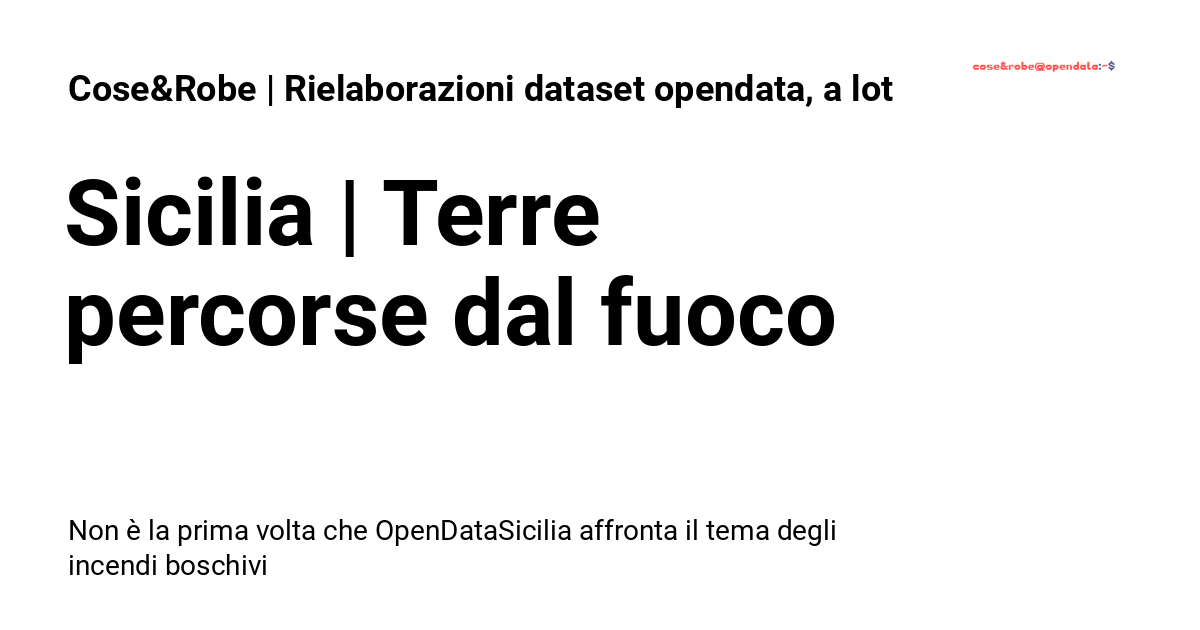 Cose&Robe | Rielaborazioni dataset opendata, a lot
cose&robe@opendata:~$
Sicilia | Terre
percorse dal fuoco
Non è la prima volta che OpenDataSicilia affronta il tema degli
incendi boschivi